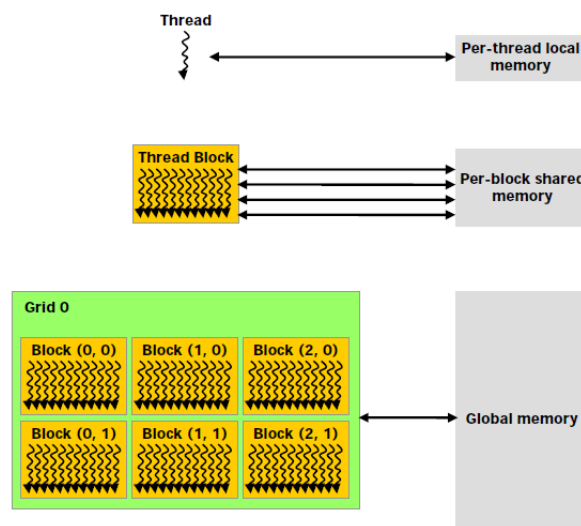 Thread
Per-thread local
memory
Thread Block
Per-block shared
memory
Grid 0
Block (0, 0) Block (1, 0) Block (2, 0)
Block (0, 1) Block (1, 1) Block (2, 1)
Global memory